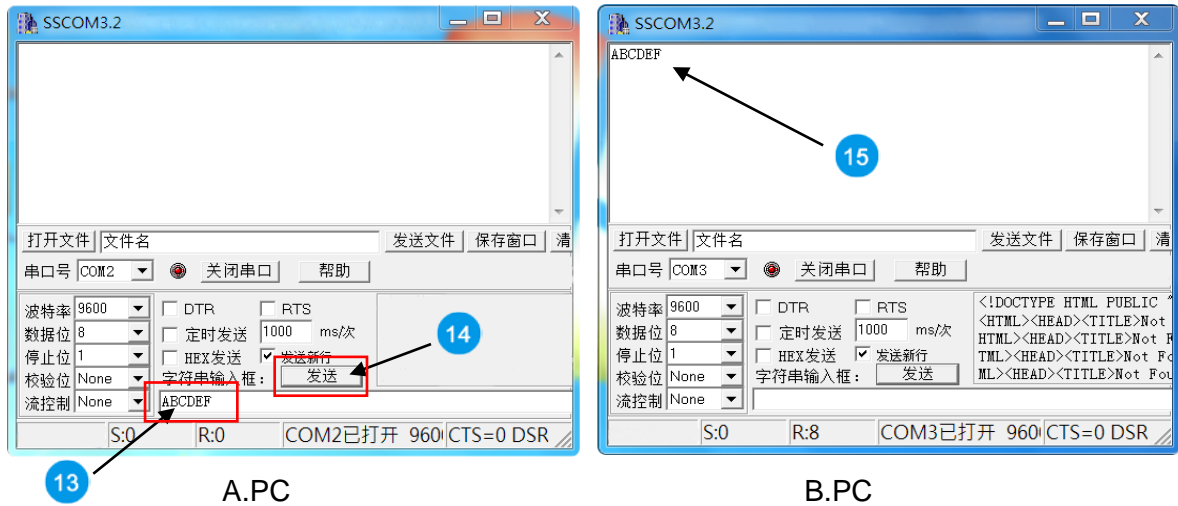 SSCOM3.2
打开文件 文件名 发送文件 保存窗口 清
串口号 COM2 关闭串口 帮助
波特率 9600 DTR RTS
数据位 8 定时发送 1000 ms/次
停止位 1 HEX发送 发送新行
校验位 None 字符串输入框： 发送
流控制 None ABCDEF
S:0 R:0 COM2已打开 960 CTS=0 DSR
13
14
A.PC
SSCOM3.2
ABCDEF
15
打开文件 文件名 发送文件 保存窗口 清
串口号 COM3 关闭串口 帮助
波特率 9600 DTR RTS
数据位 8 定时发送 1000 ms/次
停止位 1 HEX发送 发送新行
校验位 None 字符串输入框： 发送
流控制 None
<!DOCTYPE HTML PUBLIC "
<HTML><HEAD><TITLE>Not
HTML><HEAD><TITLE>Not F
TML><HEAD><TITLE>Not Fo
ML><HEAD><TITLE>Not Fou
S:0 R:8 COM3已打开 960 CTS=0 DSR
B.PC